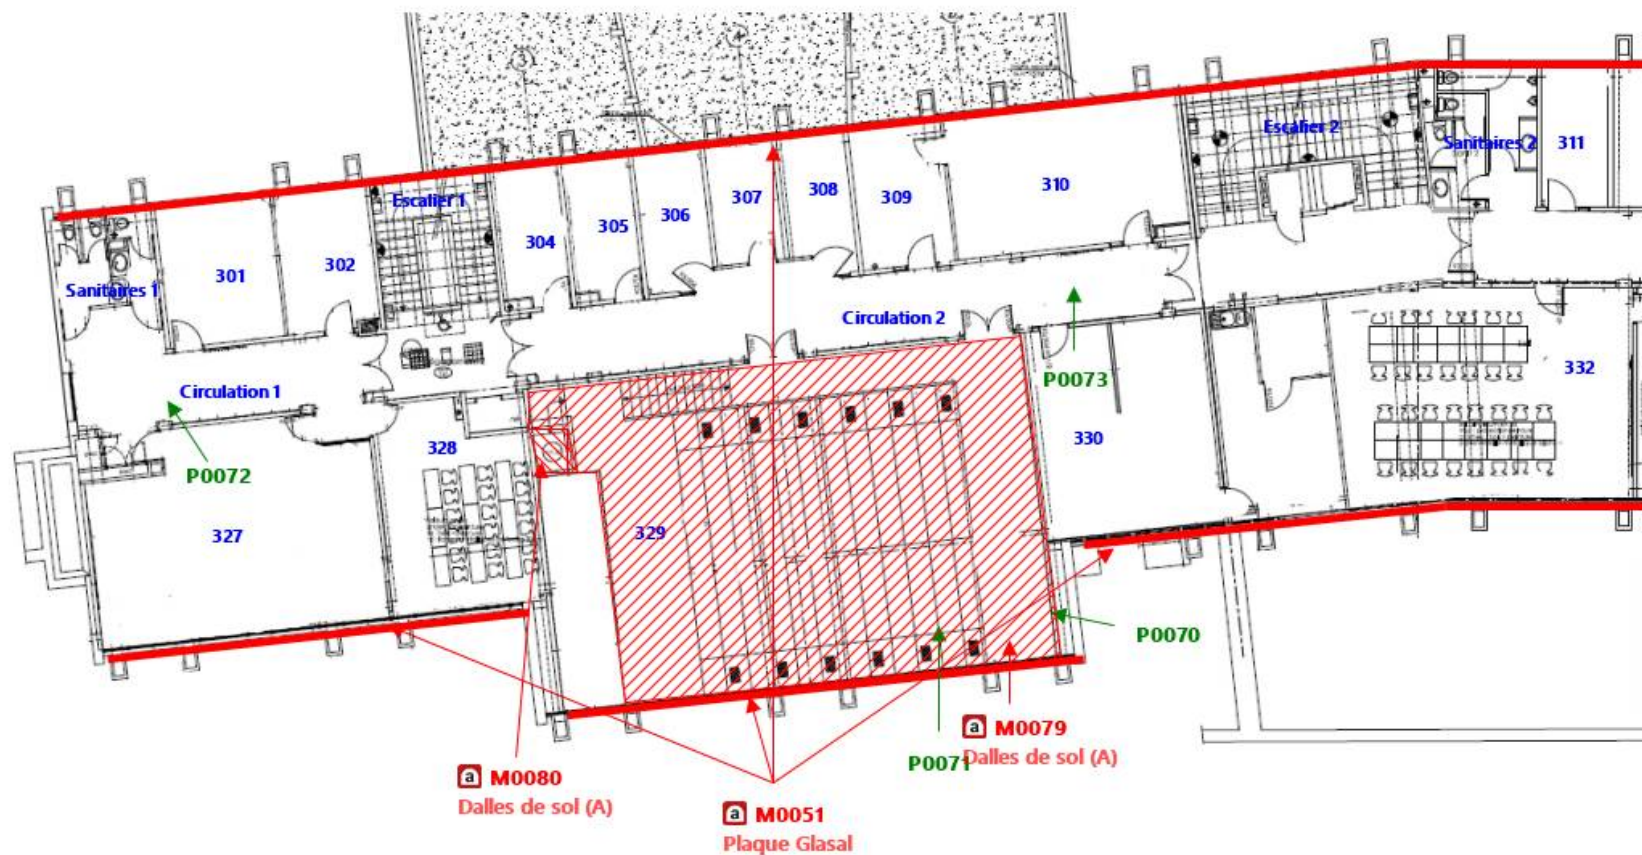 3
4
Escalier 2
Sanitaires 2
311
310
309
308
307
306
305
304
Escalier 1
302
301
Sanitaires 1
Circulation 2
Circulation 1
P0073
332
330
328
P0072
327
329
P0070
P0071
a M0079
Dalles de sol (A)
a M0080
Dalles de sol (A)
a M0051
Plaque Glasal